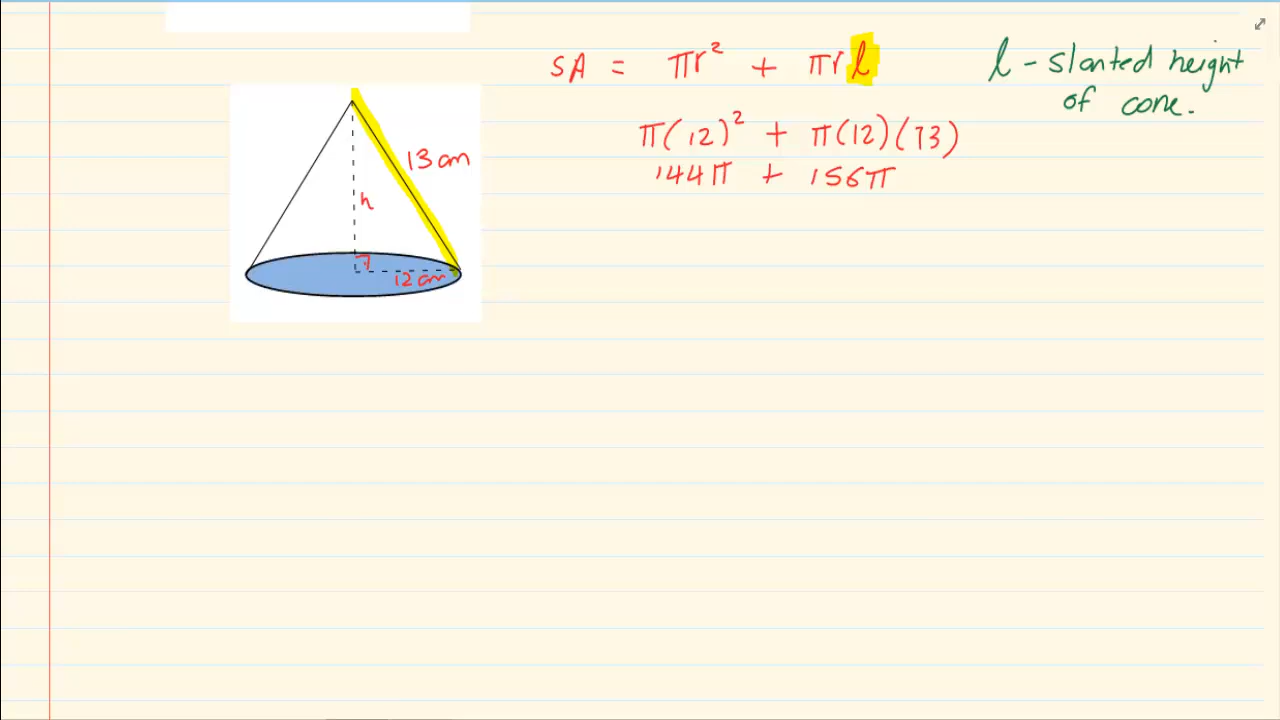 SA = πr² + πrl
l - slanted height
of cone.
π(12)² + π(12)(13)
144π + 156π
13 cm
h
12 cm